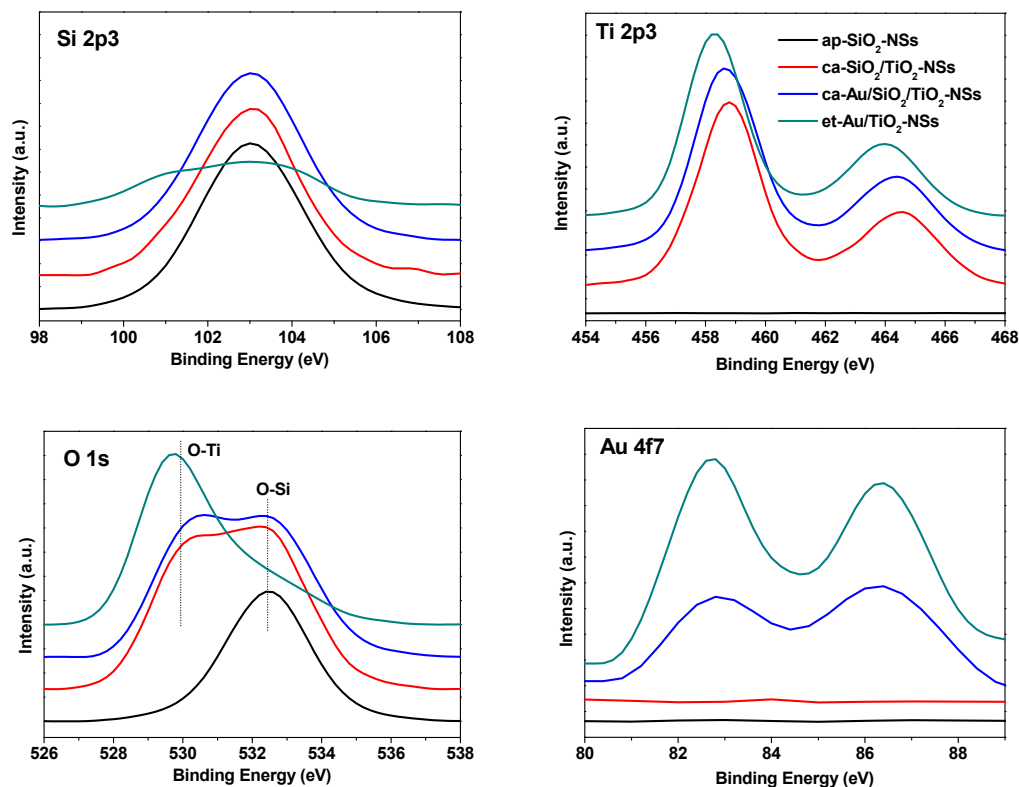 Si 2p3
Intensity (a.u.)
98 100 102 104 106 108
Binding Energy (eV)
Ti 2p3
ap-SiO₂-NSs
ca-SiO₂/TiO₂-NSs
ca-Au/SiO₂/TiO₂-NSs
et-Au/TiO₂-NSs
Intensity (a.u.)
454 456 458 460 462 464 466 468
Binding Energy (eV)
O 1s
O-Ti
O-Si
Intensity (a.u.)
526 528 530 532 534 536 538
Binding Energy (eV)
Au 4f7
Intensity (a.u.)
80 82 84 86 88
Binding Energy (eV)